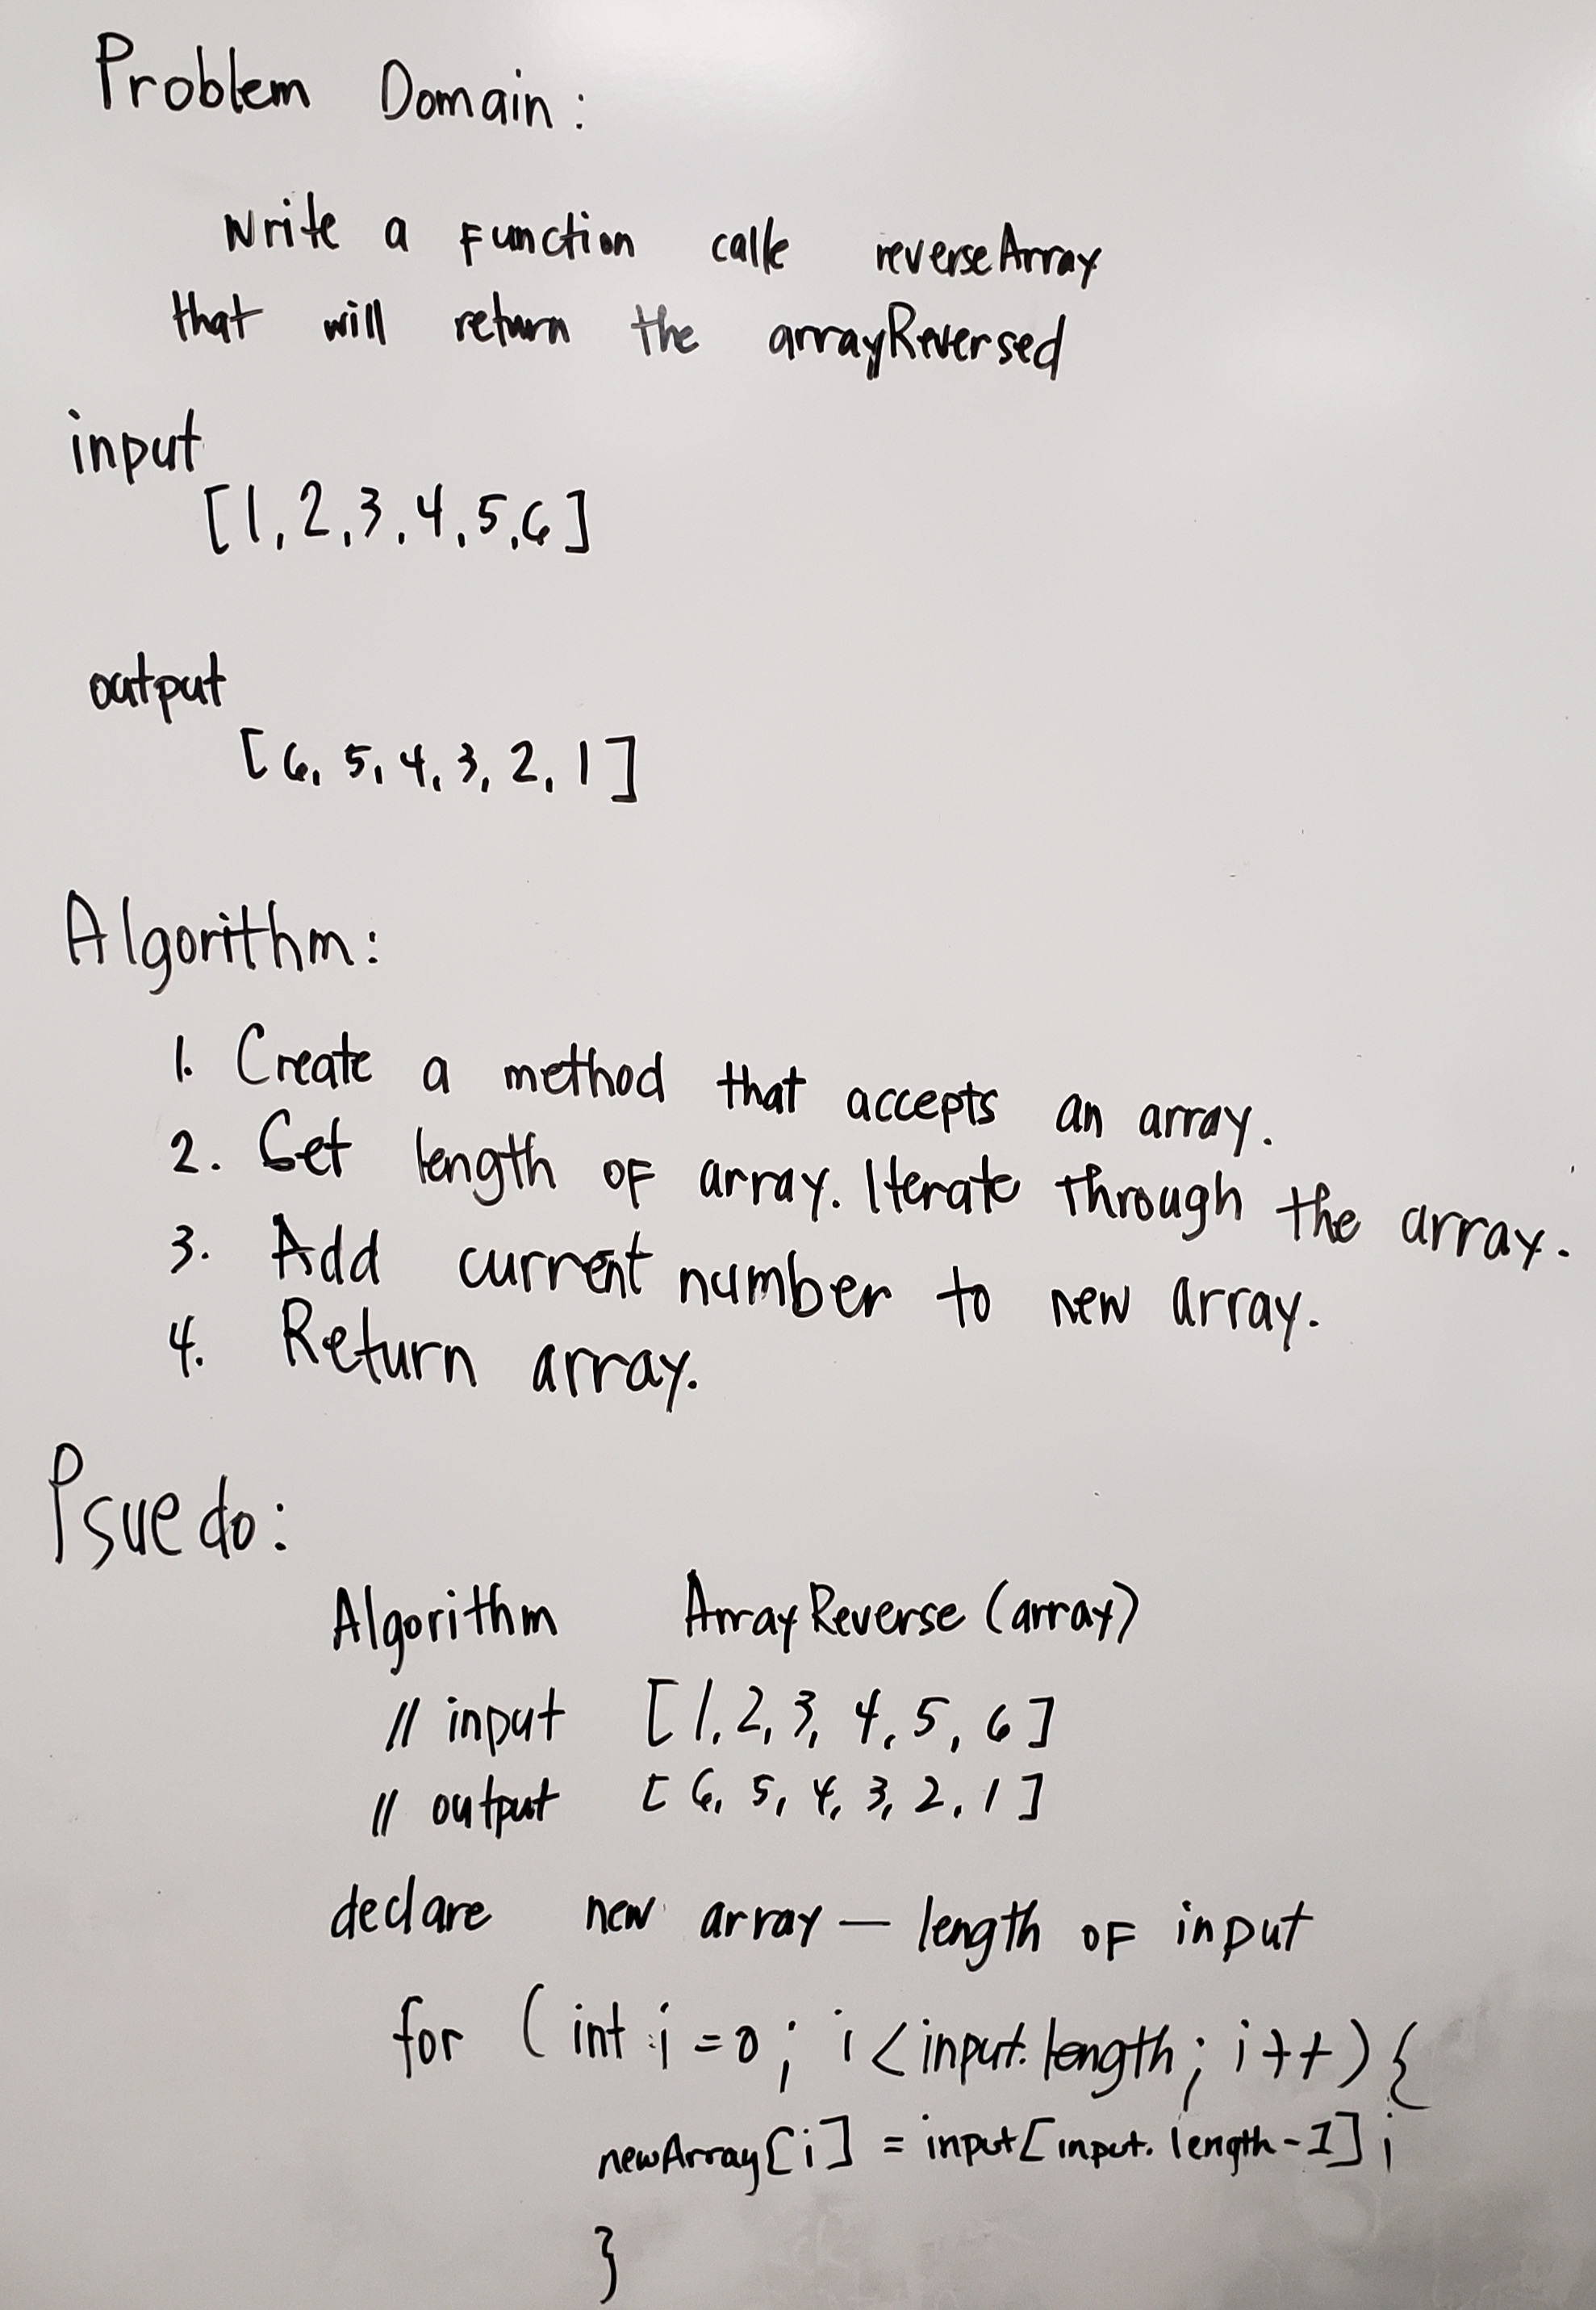 Problem Domain:
write a function calle reverseArray
that will return the arrayReversed
input
[1,2,3,4,5,6]
output
[6,5,4,3,2,1]
Algorithm:
1. Create a method that accepts an array.
2. Get length of array. Iterate through the array.
3. Add current number to new array.
4. Return array.
Psuedo:
Algorithm ArrayReverse (array)
// input [1,2,3,4,5,6]
// output [6,5,4,3,2,1]
declare new array — length of input
for (int i = 0; i < input.length; i++){
newArray[i] = input[input.length-1];
}